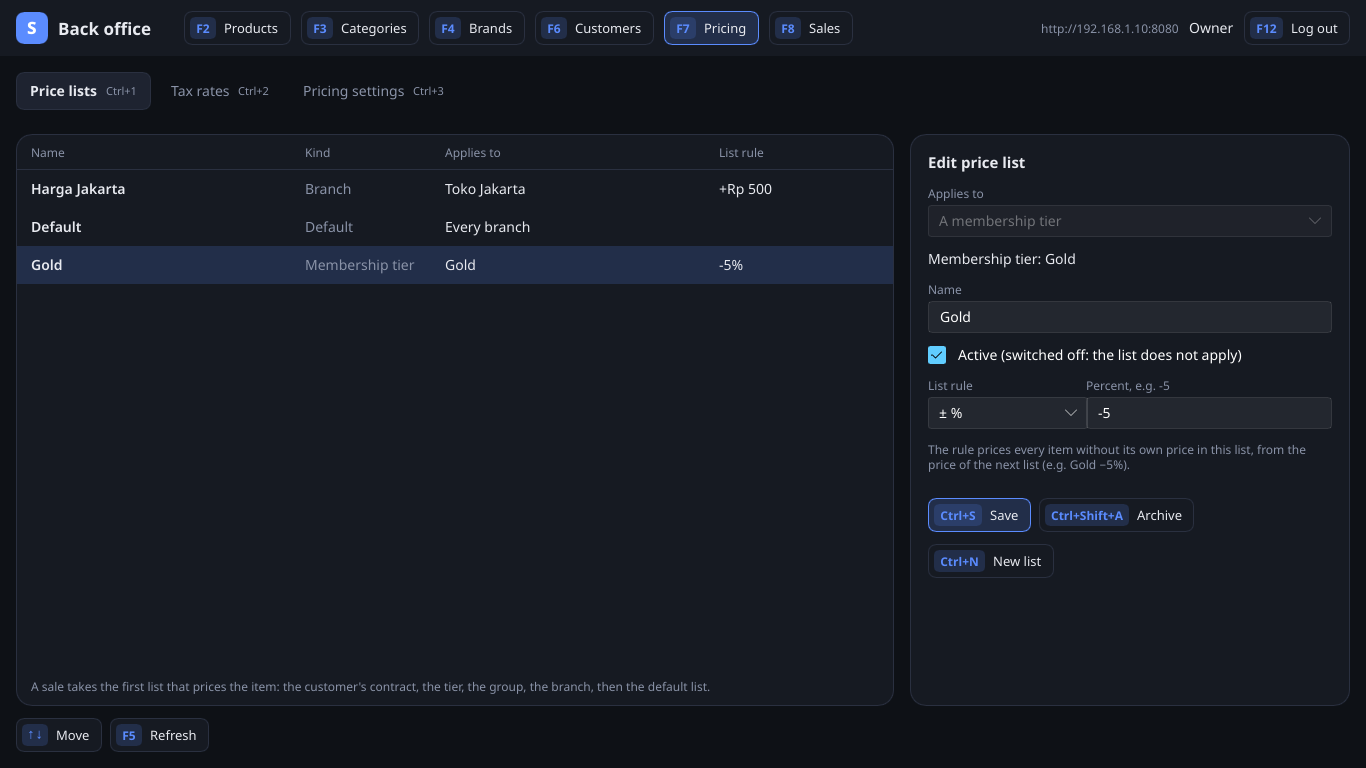 S Back office F2 Products F3 Categories F4 Brands F6 Customers F7 Pricing F8 Sales http://192.168.1.10:8080 Owner F12 Log out
Price lists Ctrl+1 Tax rates Ctrl+2 Pricing settings Ctrl+3
Name Kind Applies to List rule
Harga Jakarta Branch Toko Jakarta +Rp 500
Default Default Every branch
Gold Membership tier Gold -5%
A sale takes the first list that prices the item: the customer's contract, the tier, the group, the branch, then the default list.
Edit price list
Applies to
A membership tier
Membership tier: Gold
Name
Gold
Active (switched off: the list does not apply)
List rule Percent, e.g. -5
± % -5
The rule prices every item without its own price in this list, from the
price of the next list (e.g. Gold −5%).
Ctrl+S Save Ctrl+Shift+A Archive
Ctrl+N New list
↑↓ Move F5 Refresh